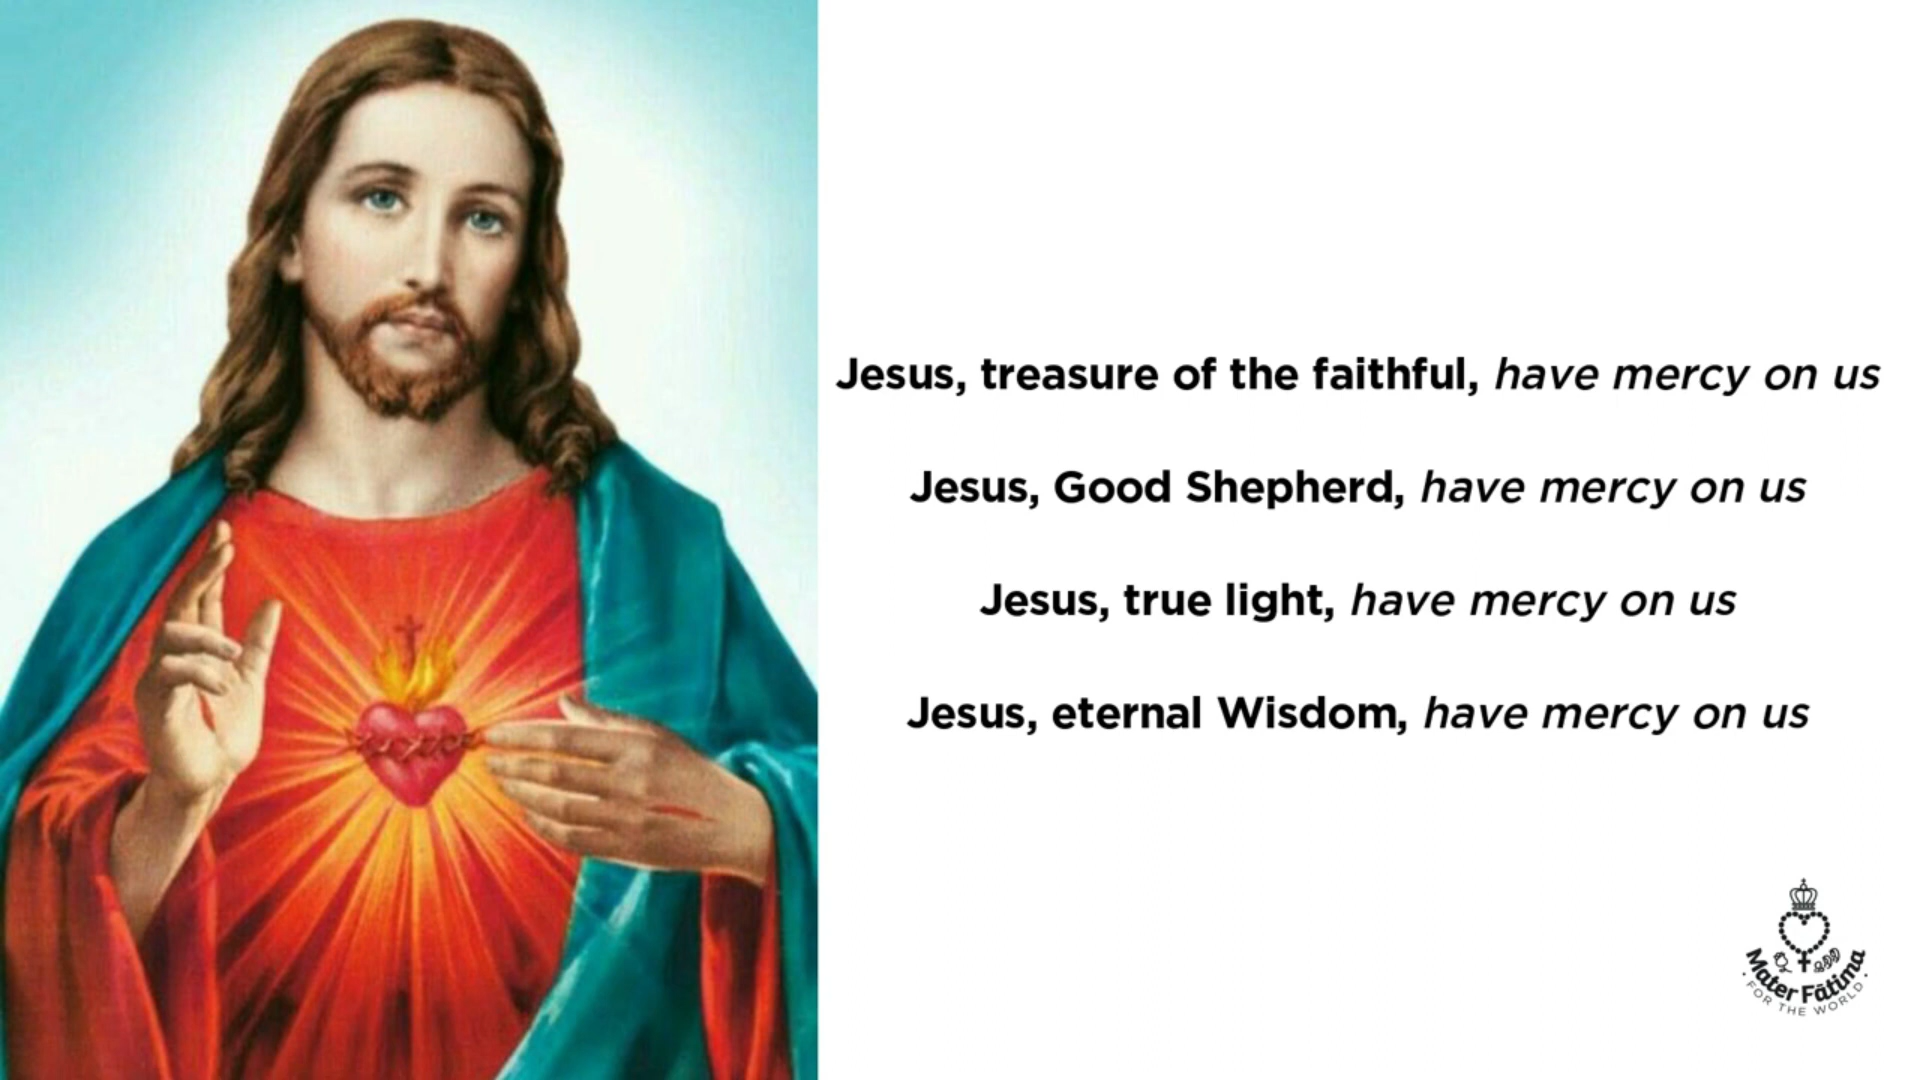 Jesus, treasure of the faithful, have mercy on us
Jesus, Good Shepherd, have mercy on us
Jesus, true light, have mercy on us
Jesus, eternal Wisdom, have mercy on us
Mater Fátima
· FOR THE WORLD ·